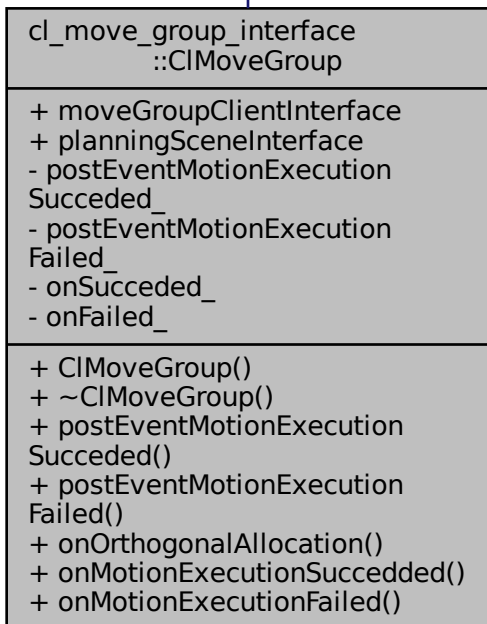 cl_move_group_interface
::ClMoveGroup
+ moveGroupClientInterface
+ planningSceneInterface
- postEventMotionExecution
Succeded_
- postEventMotionExecution
Failed_
- onSucceded_
- onFailed_
+ ClMoveGroup()
+ ~ClMoveGroup()
+ postEventMotionExecution
Succeded()
+ postEventMotionExecution
Failed()
+ onOrthogonalAllocation()
+ onMotionExecutionSuccedded()
+ onMotionExecutionFailed()